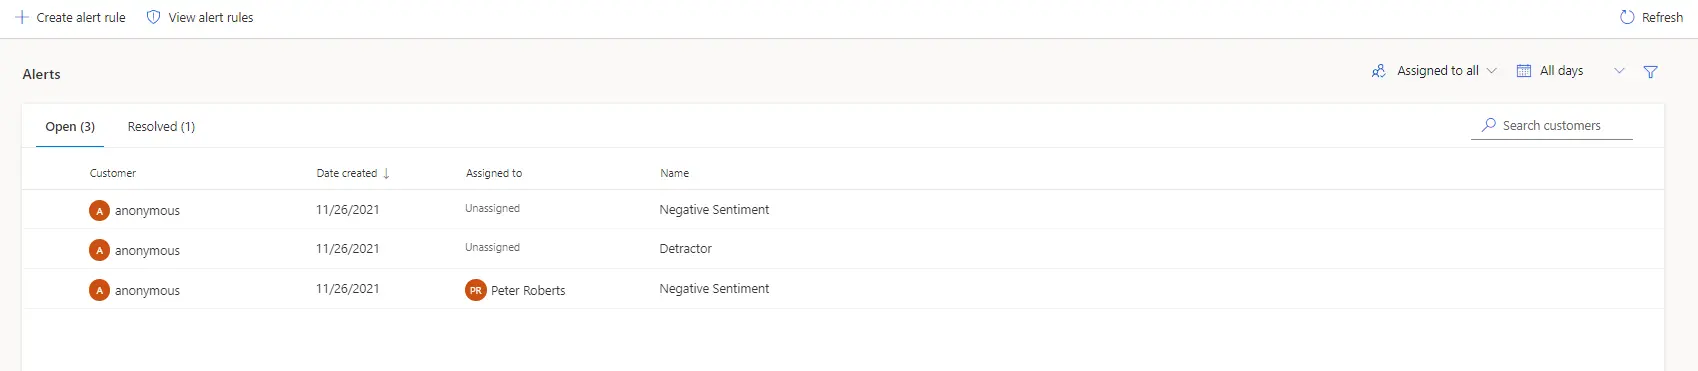 Create alert rule View alert rules Refresh
Alerts Assigned to all All days
Open (3) Resolved (1) Search customers
Customer Date created Assigned to Name
A anonymous 11/26/2021 Unassigned Negative Sentiment
A anonymous 11/26/2021 Unassigned Detractor
A anonymous 11/26/2021 PR Peter Roberts Negative Sentiment